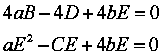 4aB − 4D + 4bE = 0
aE² − CE + 4bE = 0